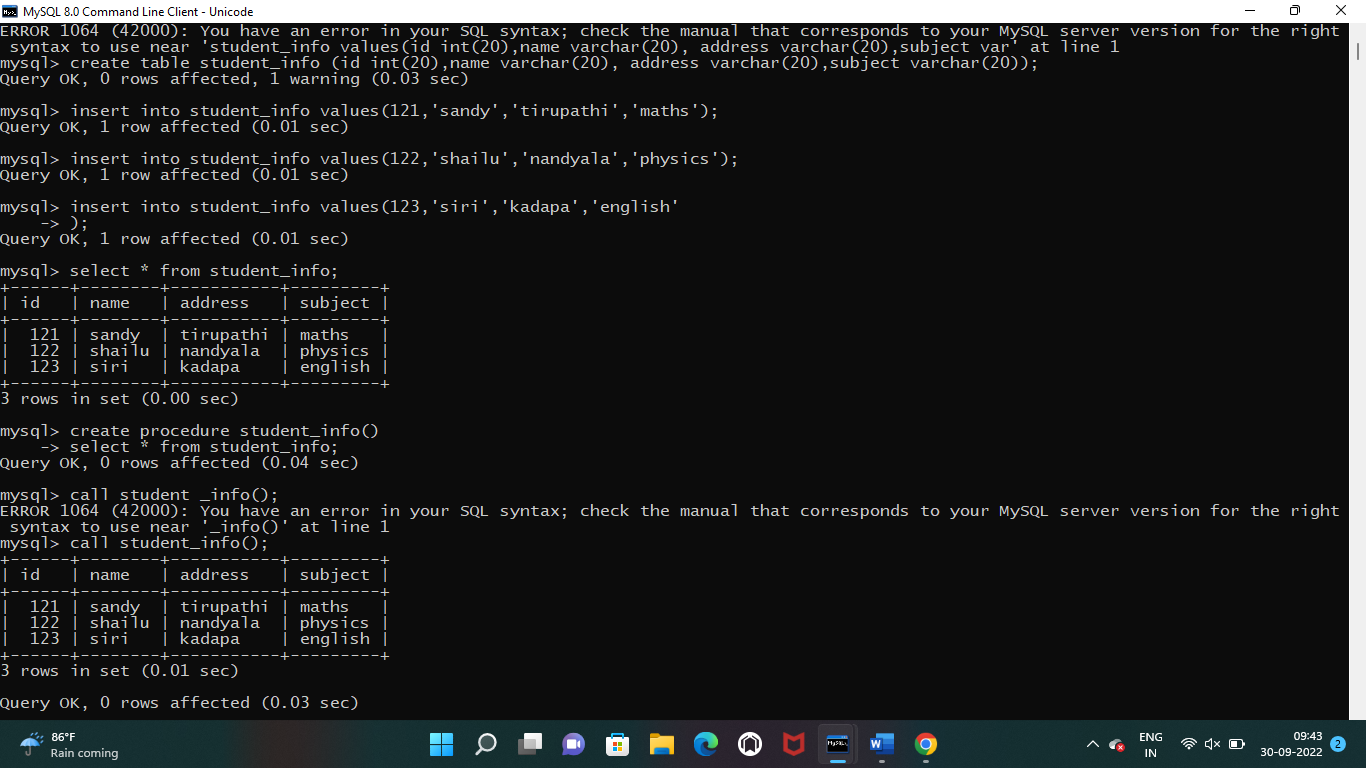 MySQL 8.0 Command Line Client - Unicode
ERROR 1064 (42000): You have an error in your SQL syntax; check the manual that corresponds to your MySQL server version for the right
 syntax to use near 'student_info values(id int(20),name varchar(20), address varchar(20),subject var' at line 1
mysql> create table student_info (id int(20),name varchar(20), address varchar(20),subject varchar(20));
Query OK, 0 rows affected, 1 warning (0.03 sec)
mysql> insert into student_info values(121,'sandy','tirupathi','maths');
Query OK, 1 row affected (0.01 sec)
mysql> insert into student_info values(122,'shailu','nandyala','physics');
Query OK, 1 row affected (0.01 sec)
mysql> insert into student_info values(123,'siri','kadapa','english'
    -> );
Query OK, 1 row affected (0.01 sec)
mysql> select * from student_info;
+------+--------+-----------+---------+
| id   | name   | address   | subject |
+------+--------+-----------+---------+
|  121 | sandy  | tirupathi | maths   |
|  122 | shailu | nandyala  | physics |
|  123 | siri   | kadapa    | english |
+------+--------+-----------+---------+
3 rows in set (0.00 sec)
mysql> create procedure student_info()
    -> select * from student_info;
Query OK, 0 rows affected (0.04 sec)
mysql> call student _info();
ERROR 1064 (42000): You have an error in your SQL syntax; check the manual that corresponds to your MySQL server version for the right
 syntax to use near '_info()' at line 1
mysql> call student_info();
+------+--------+-----------+---------+
| id   | name   | address   | subject |
+------+--------+-----------+---------+
|  121 | sandy  | tirupathi | maths   |
|  122 | shailu | nandyala  | physics |
|  123 | siri   | kadapa    | english |
+------+--------+-----------+---------+
3 rows in set (0.01 sec)
Query OK, 0 rows affected (0.03 sec)
86°F
Rain coming
ENG
IN
09:43
30-09-2022
2